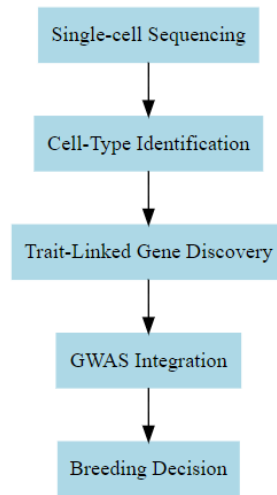 Single-cell Sequencing
Cell-Type Identification
Trait-Linked Gene Discovery
GWAS Integration
Breeding Decision